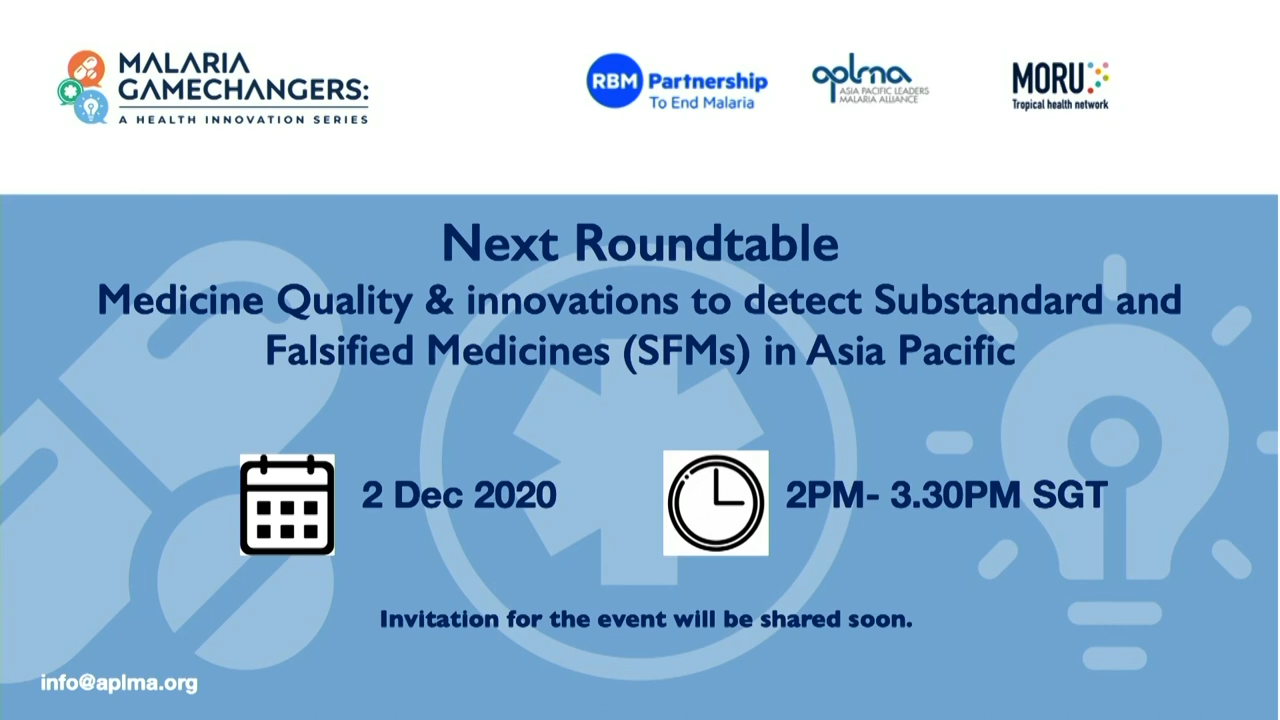 MALARIA
GAMECHANGERS:
A HEALTH INNOVATION SERIES
RBM Partnership
To End Malaria
aplma
ASIA PACIFIC LEADERS
MALARIA ALLIANCE
MORU
Tropical health network
Next Roundtable
Medicine Quality & innovations to detect Substandard and
Falsified Medicines (SFMs) in Asia Pacific
2 Dec 2020
2PM- 3.30PM SGT
Invitation for the event will be shared soon.
info@aplma.org